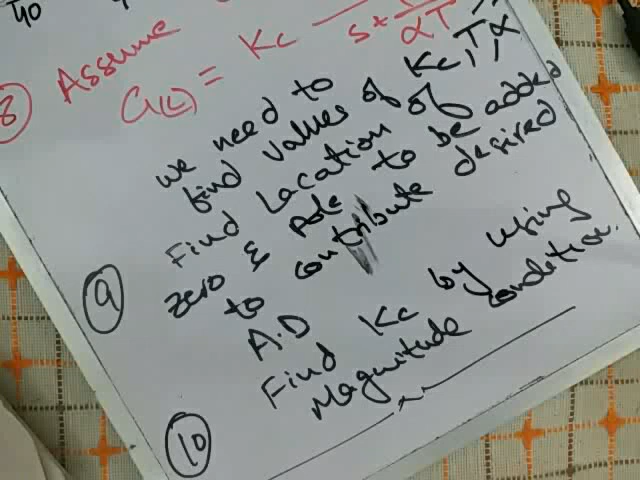 40
8 Assume
G(c) = Kc
s+ 1
αT
we need to
find values of Kc, T, α
Find Location of
9 zero & Pole to be added
to contribute desired
A.D
10 Find Kc by using
Magnitude condition.